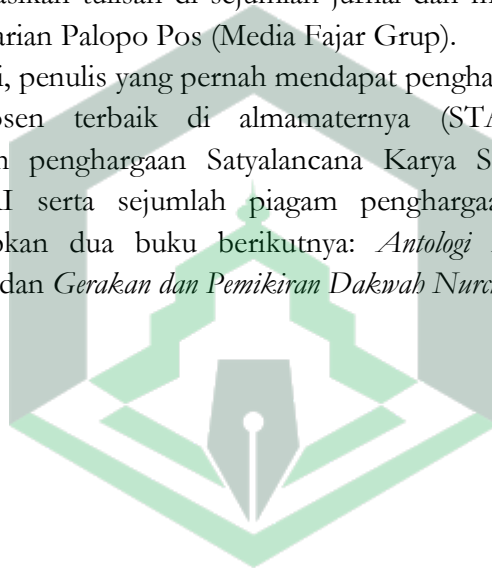 asikan tulisan di sejumlah jurnal dan m
arian Palopo Pos (Media Fajar Grup).
i, penulis yang pernah mendapat pengha
osen terbaik di almamaternya (STA
n penghargaan Satyalancana Karya S
I serta sejumlah piagam penghargaa
okan dua buku berikutnya: Antologi
dan Gerakan dan Pemikiran Dakwah Nurc